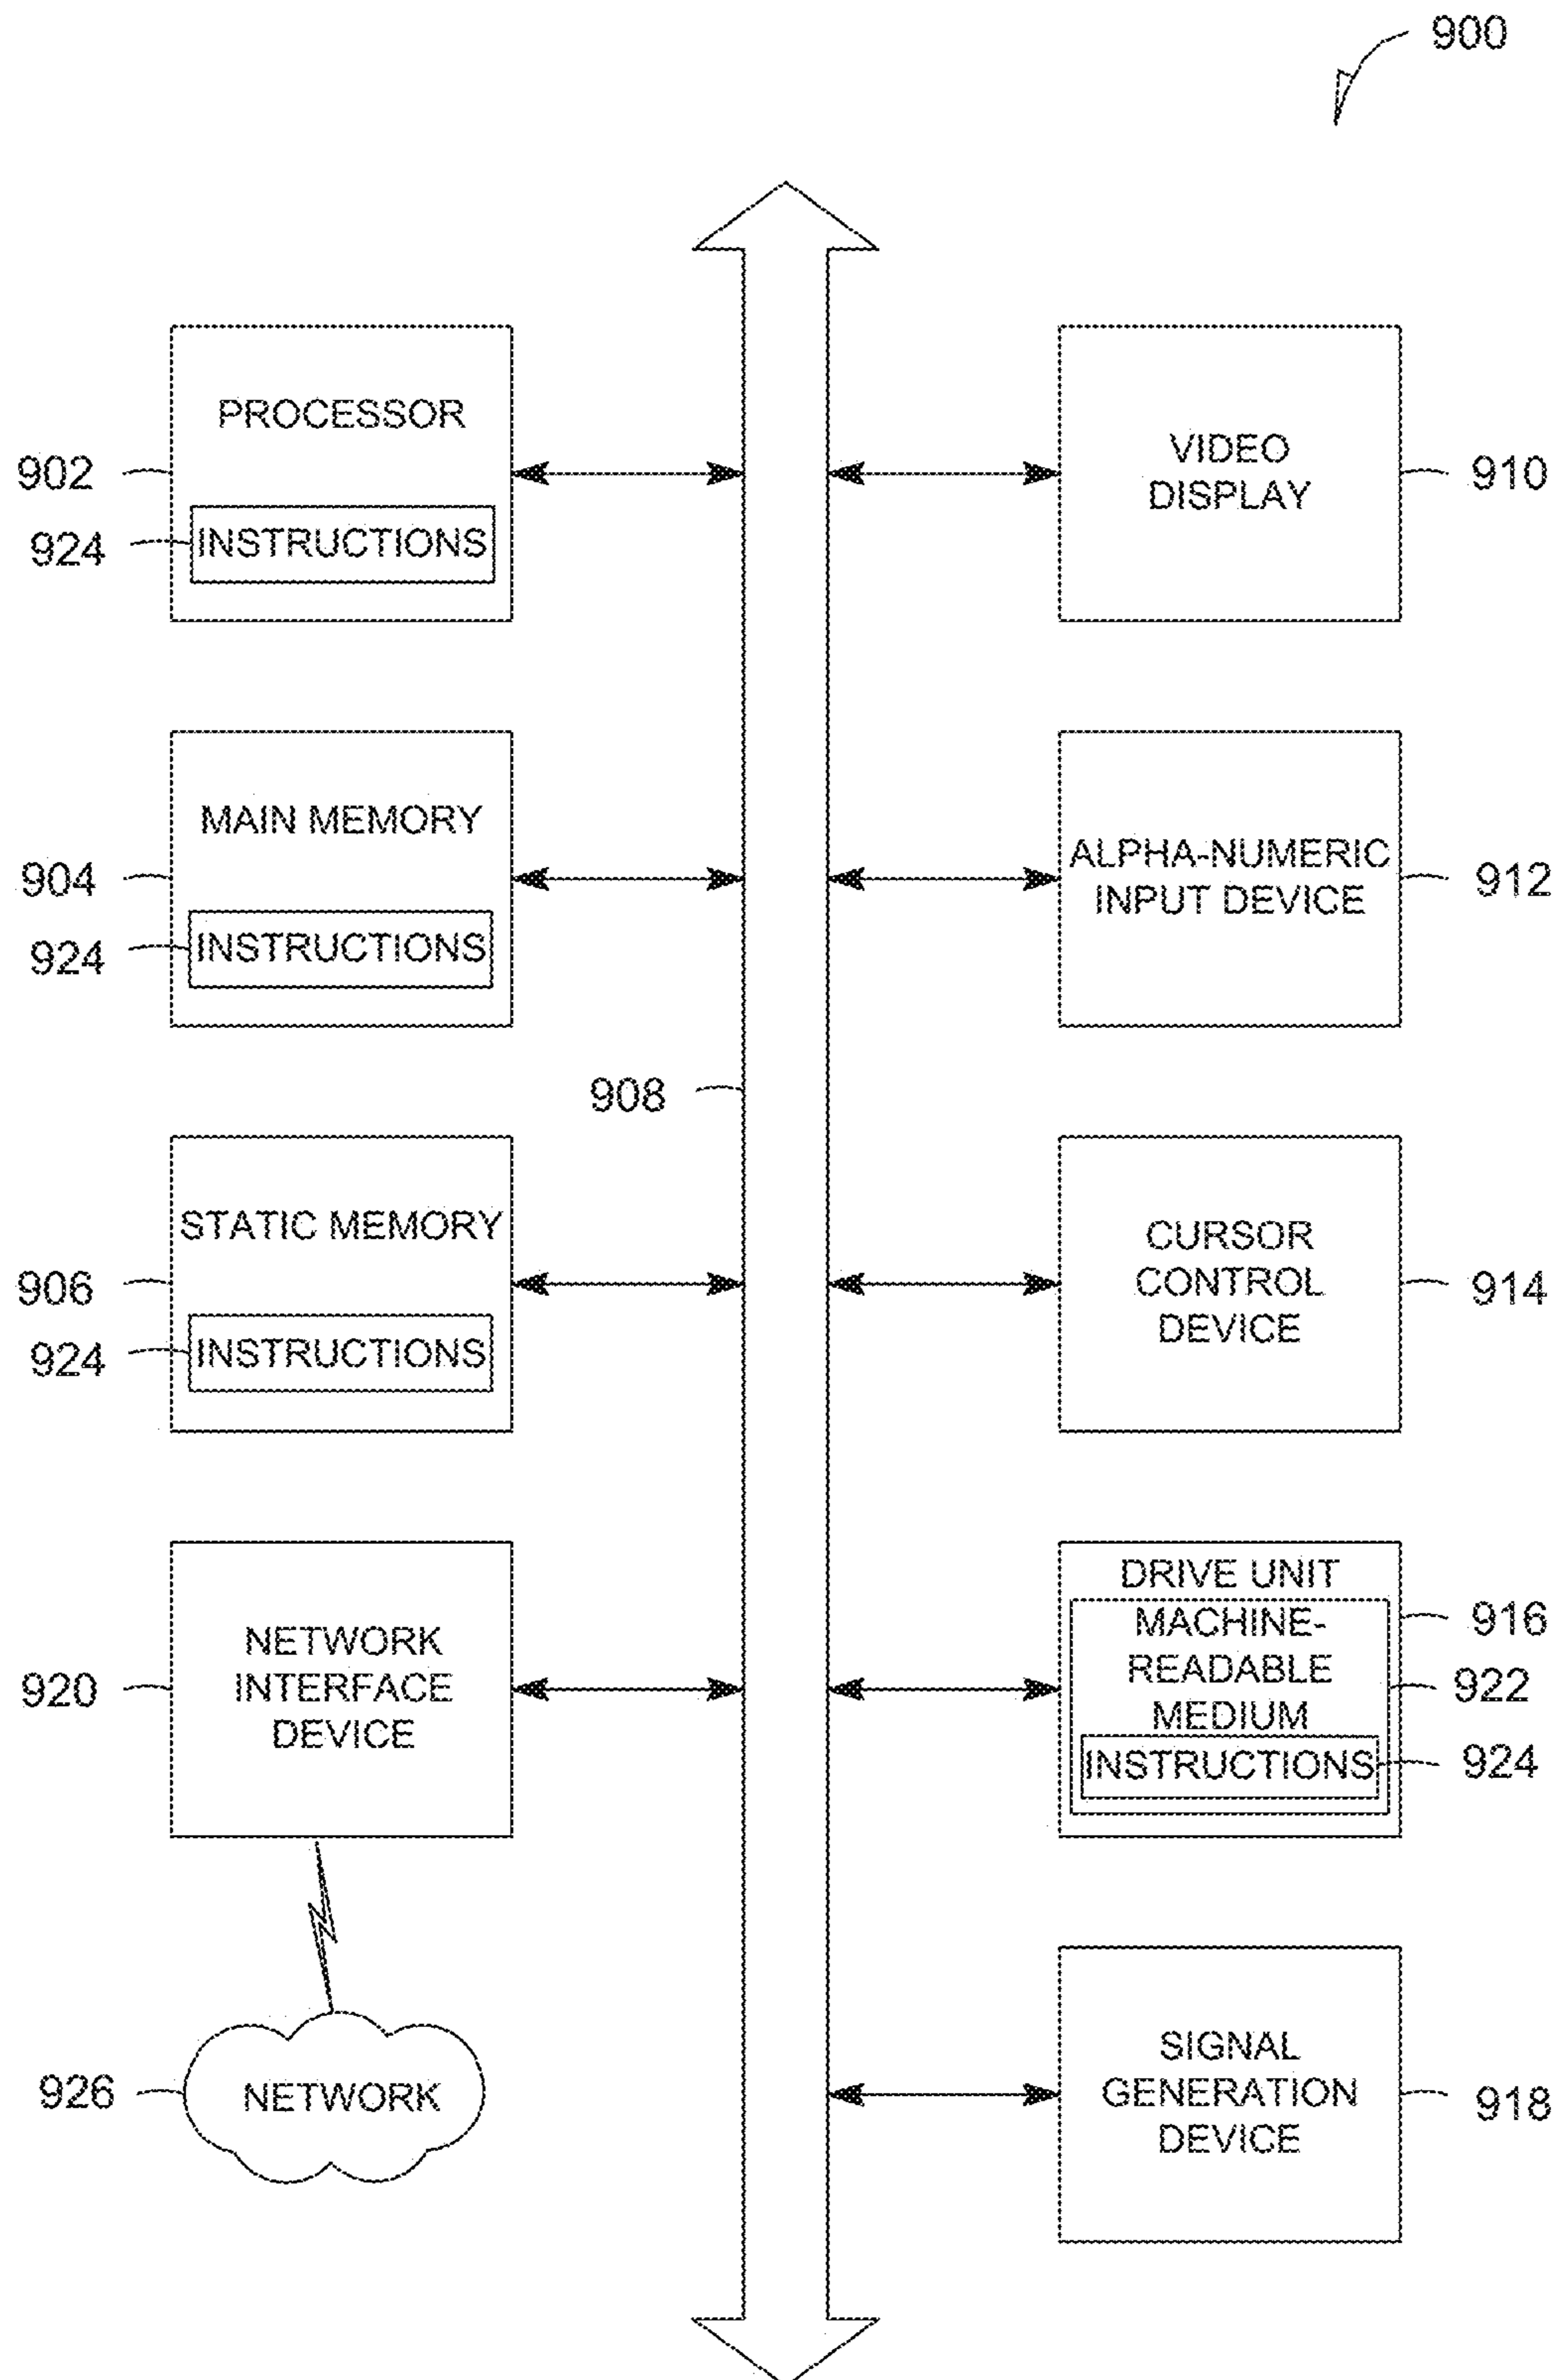 900
PROCESSOR
902
924
INSTRUCTIONS
VIDEO
DISPLAY
910
MAIN MEMORY
904
924
INSTRUCTIONS
ALPHA-NUMERIC
INPUT DEVICE
912
908
STATIC MEMORY
906
924
INSTRUCTIONS
CURSOR
CONTROL
DEVICE
914
NETWORK
INTERFACE
DEVICE
920
DRIVE UNIT
916
MACHINE-
READABLE
MEDIUM
922
INSTRUCTIONS
924
926
NETWORK
SIGNAL
GENERATION
DEVICE
918